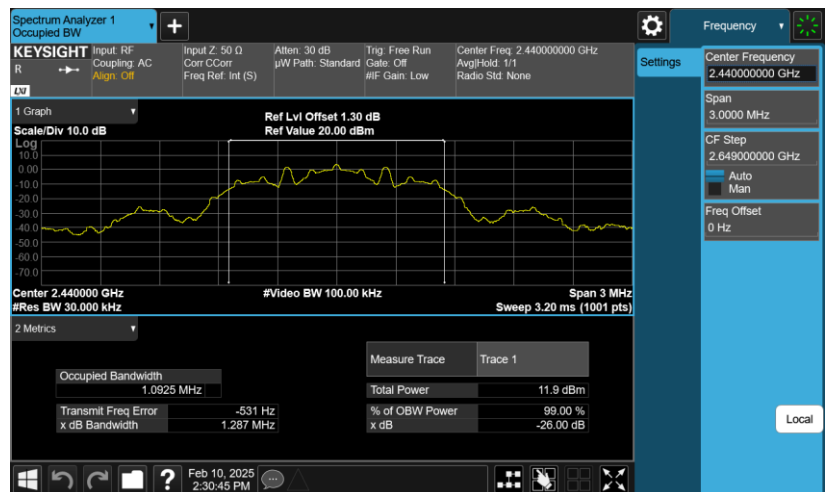 Spectrum Analyzer 1
Occupied BW
+
Frequency
KEYSIGHT
R
LXI
Input: RF
Coupling: AC
Align: Off
Input Z: 50 Ω
Corr CCorr
Freq Ref: Int (S)
Atten: 30 dB
µW Path: Standard
Trig: Free Run
Gate: Off
#IF Gain: Low
Center Freq: 2.440000000 GHz
Avg|Hold: 1/1
Radio Std: None
Settings
Center Frequency
2.440000000 GHz
Span
3.0000 MHz
CF Step
2.649000000 GHz
Auto
Man
Freq Offset
0 Hz
Local
1 Graph
Scale/Div 10.0 dB
Ref Lvl Offset 1.30 dB
Ref Value 20.00 dBm
Log
10.0
0.00
-10.0
-20.0
-30.0
-40.0
-50.0
-60.0
-70.0
Center 2.440000 GHz
#Res BW 30.000 kHz
#Video BW 100.00 kHz
Span 3 MHz
Sweep 3.20 ms (1001 pts)
2 Metrics
Measure Trace Trace 1
Occupied Bandwidth
1.0925 MHz
Total Power 11.9 dBm
Transmit Freq Error -531 Hz
% of OBW Power 99.00 %
x dB Bandwidth 1.287 MHz
x dB -26.00 dB
?
Feb 10, 2025
2:30:45 PM